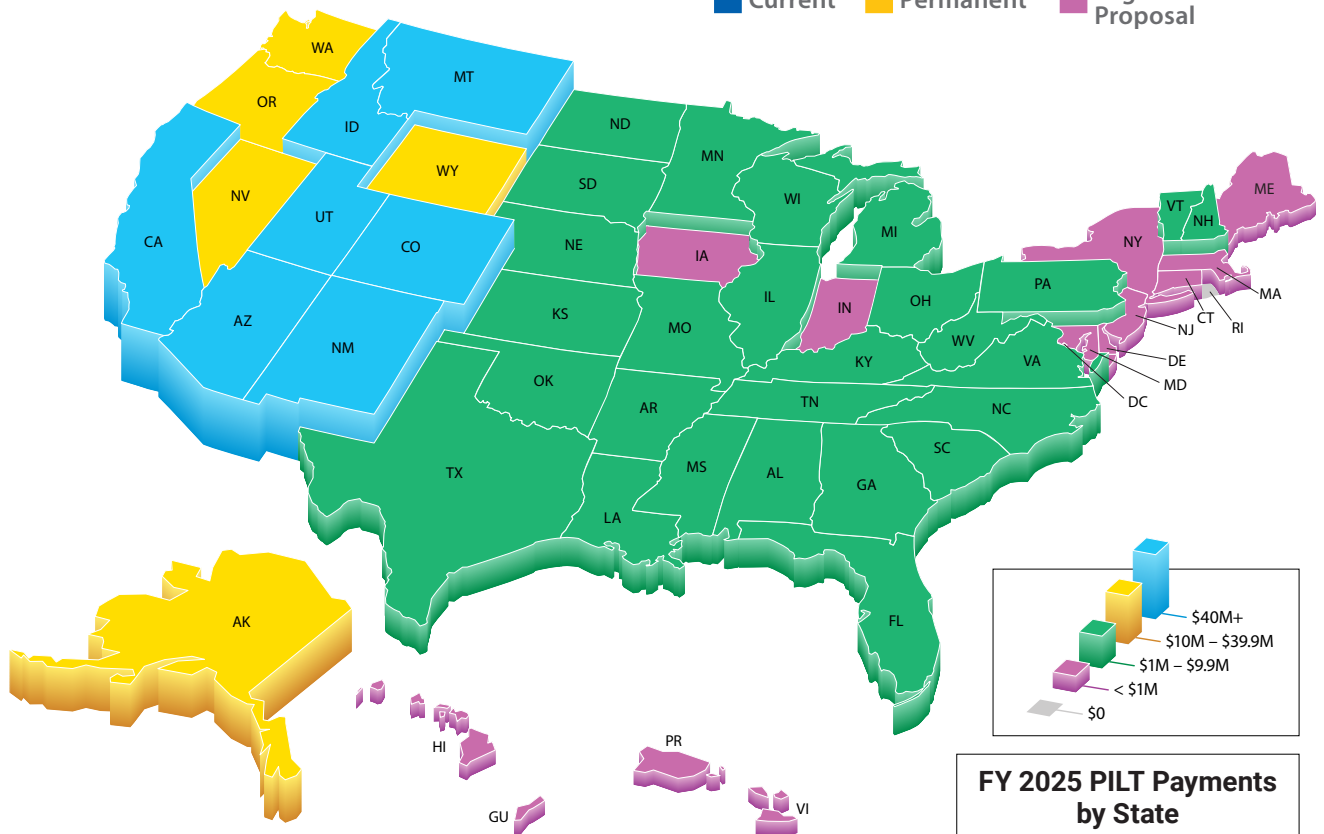 Current Permanent
Proposal
WA
MT
OR
ID
ND
MN
WY
SD
WI
NV
VT
ME
UT
NH
CA
CO
NE
IA
MI
NY
PA
IL
OH
IN
MA
AZ
KS
MO
CT
RI
NM
NJ
WV
KY
VA
DE
OK
MD
TN
DC
AR
NC
SC
TX
MS
AL
GA
LA
AK
FL
$40M+
$10M – $39.9M
$1M – $9.9M
< $1M
$0
HI
PR
GU
VI
FY 2025 PILT Payments
by State